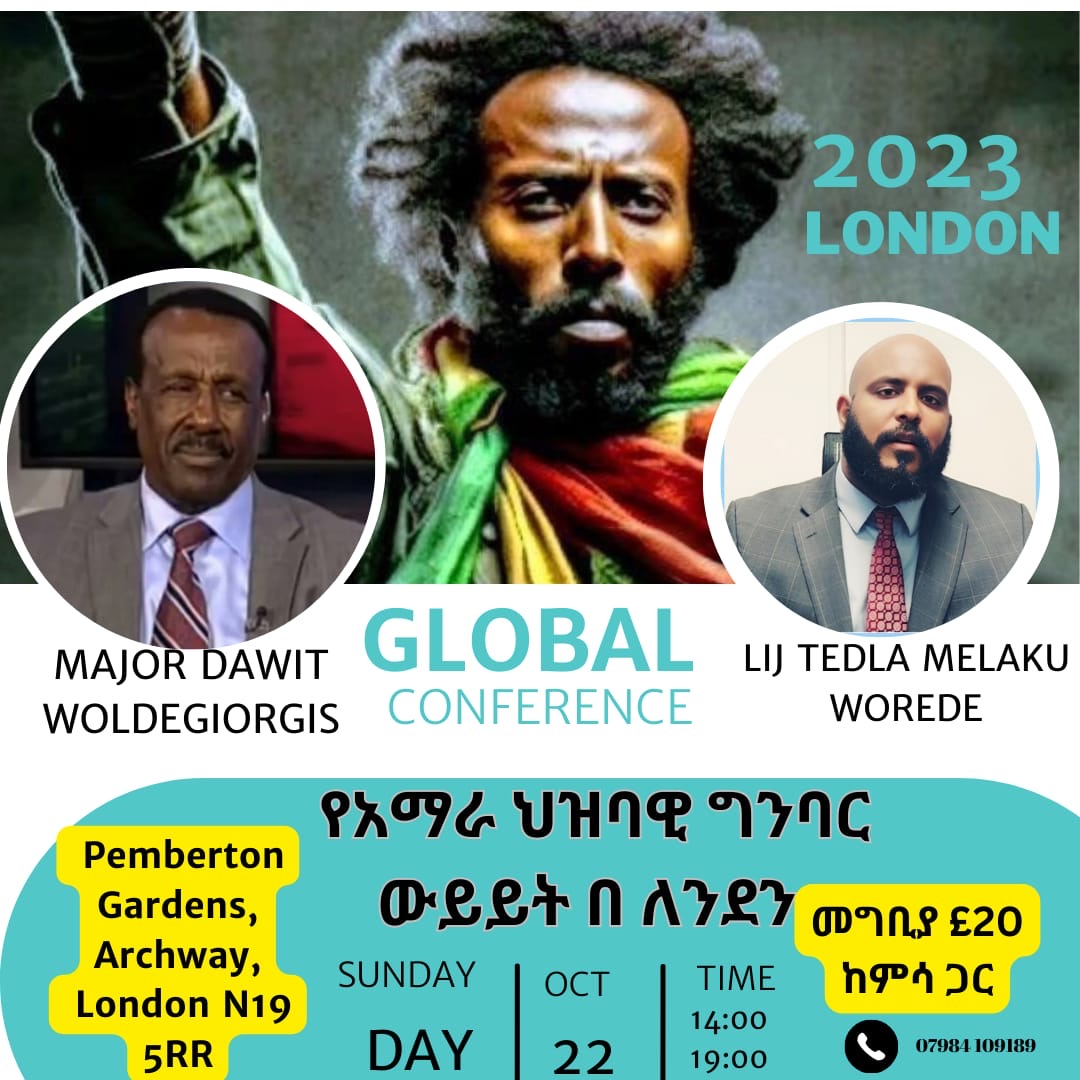 2023
LONDON
MAJOR DAWIT
WOLDEGIORGIS
GLOBAL
CONFERENCE
LIJ TEDLA MELAKU
WOREDE
የአማራ ህዝባዊ ግንባር
ውይይት በ ለንደን
Pemberton
Gardens,
Archway,
London N19
5RR
SUNDAY
DAY
OCT
22
TIME
14:00
19:00
መግቢያ £20
ከምሳ ጋር
07984 109189